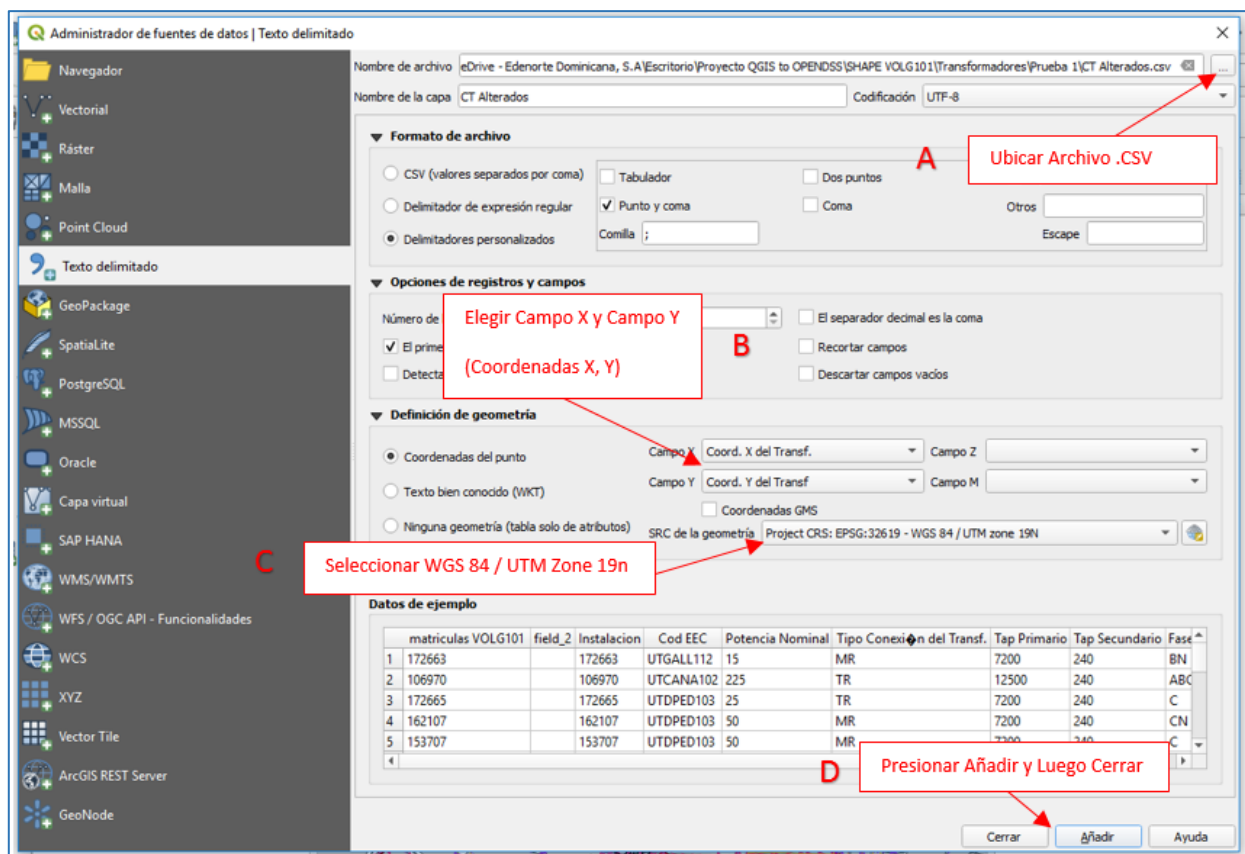 Administrador de fuentes de datos | Texto delimitado
Navegador
Vectorial
Ráster
Malla
Point Cloud
Texto delimitado
GeoPackage
SpatiaLite
PostgreSQL
MSSQL
Oracle
Capa virtual
SAP HANA
WMS/WMTS
WFS / OGC API - Funcionalidades
WCS
XYZ
Vector Tile
ArcGIS REST Server
GeoNode
Nombre de archivo eDrive - Edenorte Dominicana, S.A\Escritorio\Proyecto QGIS to OPENDSS\SHAPE VOLG101\Transformadores\Prueba 1\CT Alterados.csv ...
Nombre de la capa CT Alterados Codificación UTF-8
A
Ubicar Archivo .CSV
Formato de archivo
CSV (valores separados por coma) Tabulador Dos puntos
Delimitador de expresión regular Punto y coma Coma Otros
Delimitadores personalizados Comilla ; Escape
Opciones de registros y campos
Número de El separador decimal es la coma
El prime Recortar campos
Detecta Descartar campos vacíos
Elegir Campo X y Campo Y
(Coordenadas X, Y)
B
Definición de geometría
Coordenadas del punto Campo X Coord. X del Transf. Campo Z
Texto bien conocido (WKT) Campo Y Coord. Y del Transf Campo M
Coordenadas GMS
Ninguna geometría (tabla solo de atributos) SRC de la geometría Project CRS: EPSG:32619 - WGS 84 / UTM zone 19N
C
Seleccionar WGS 84 / UTM Zone 19n
Datos de ejemplo
matriculas VOLG101 field_2 Instalacion Cod EEC Potencia Nominal Tipo Conexi�n del Transf. Tap Primario Tap Secundario Fase
1 172663 172663 UTGALL112 15 MR 7200 240 BN
2 106970 106970 UTCANA102 225 TR 12500 240 ABC
3 172665 172665 UTDPED103 25 TR 7200 240 C
4 162107 162107 UTDPED103 50 MR 7200 240 CN
5 153707 153707 UTDPED103 50 MR 7200 240 C
D
Presionar Añadir y Luego Cerrar
Cerrar Añadir Ayuda